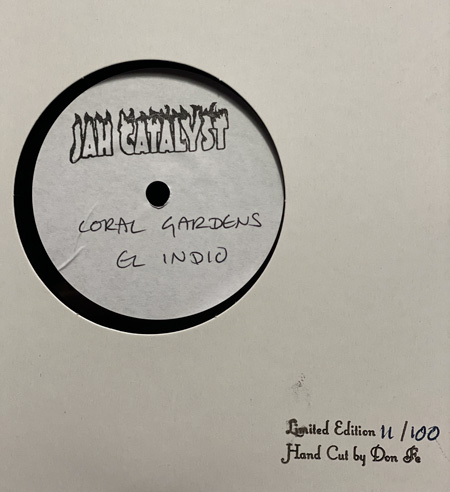 JAH CATALYST
CORAL GARDENS
EL INDIO
Limited Edition 11/100
Hand Cut by Don Fe